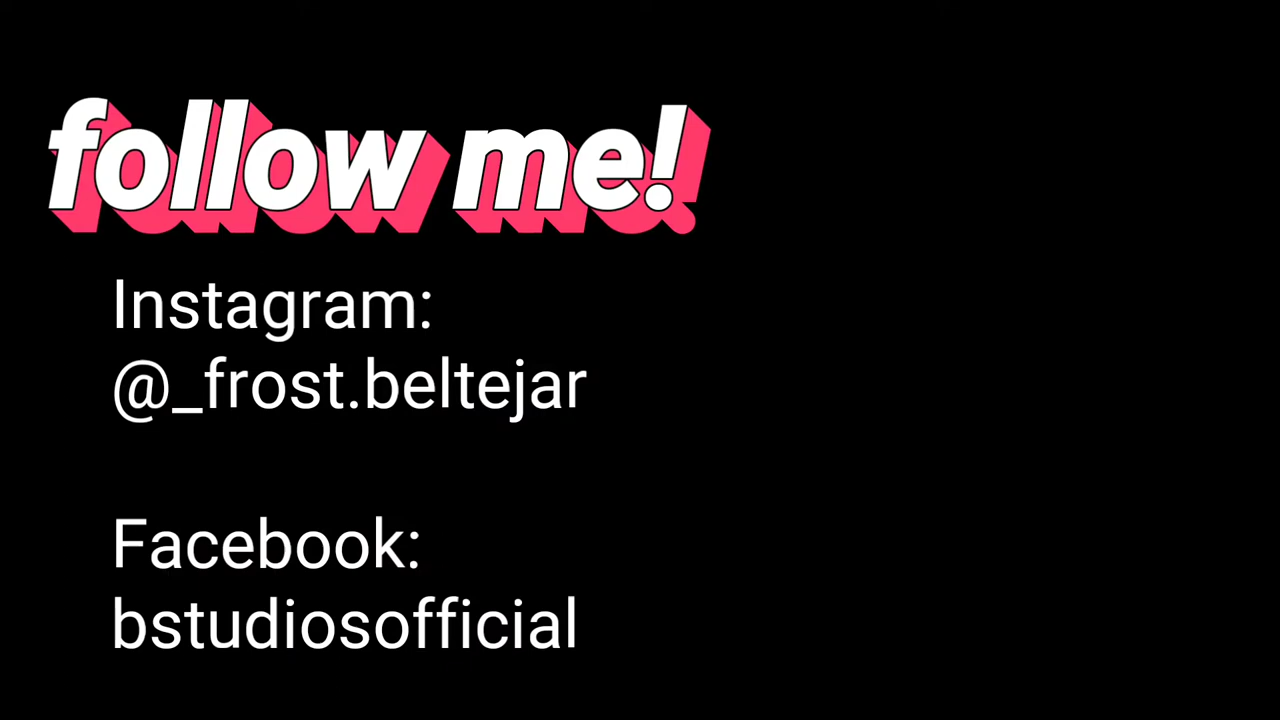 follow me!
Instagram:
@_frost.beltejar
Facebook:
bstudiosofficial